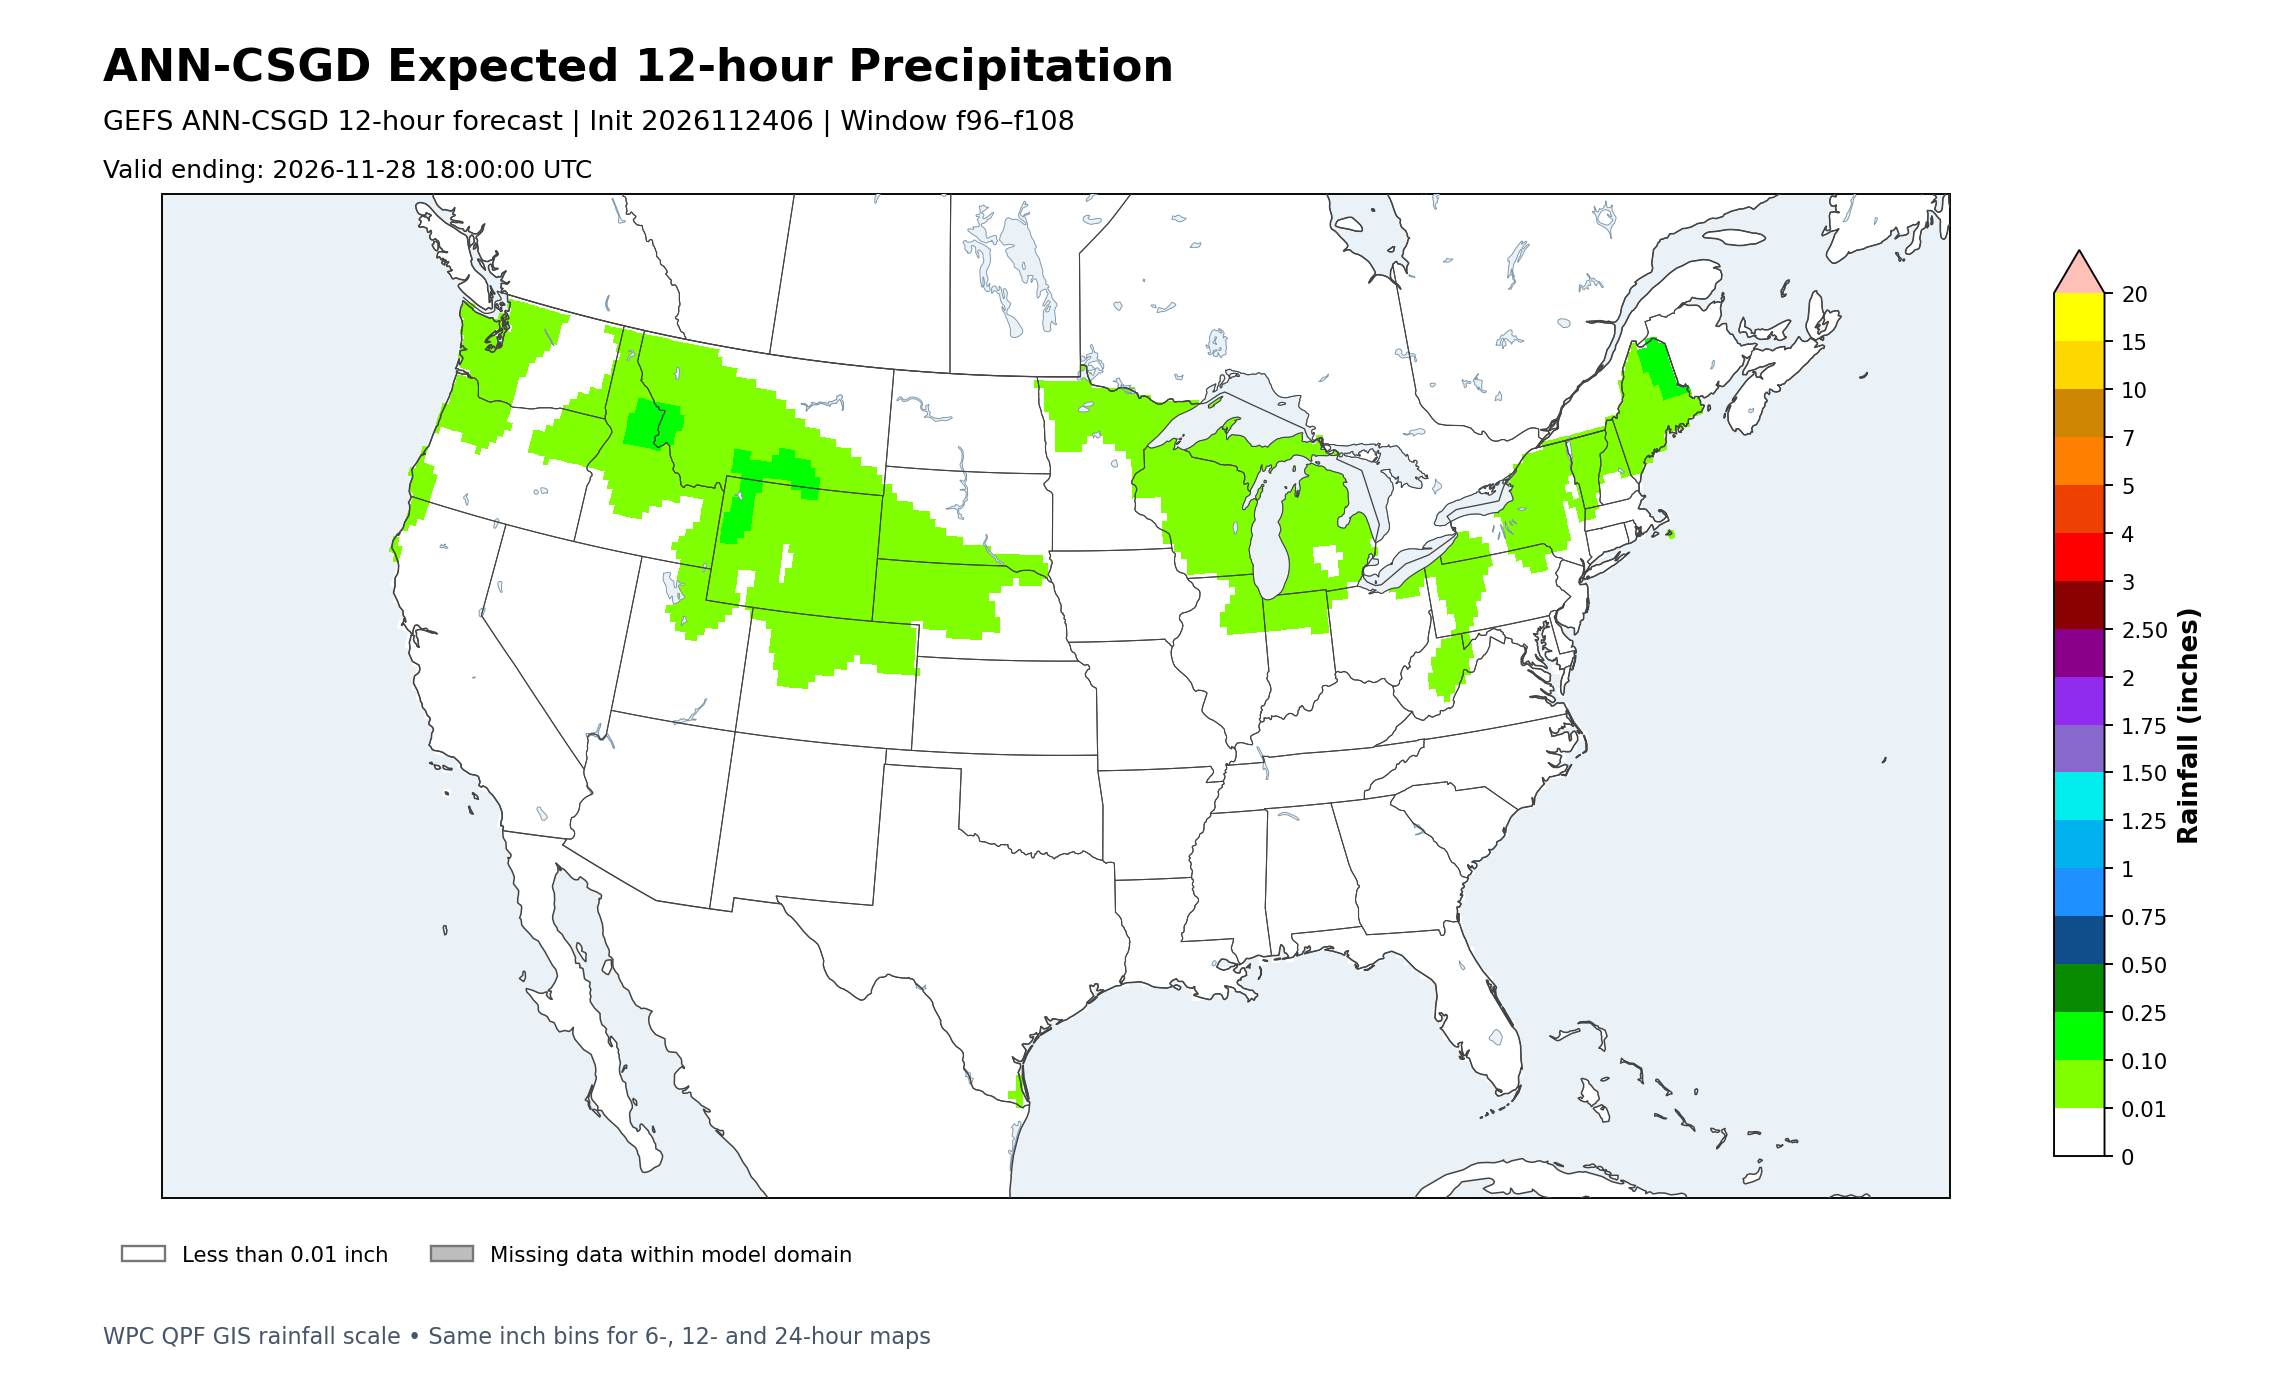 ANN-CSGD Expected 12-hour Precipitation
GEFS ANN-CSGD 12-hour forecast | Init 2026112406 | Window f96–f108
Valid ending: 2026-11-28 18:00:00 UTC
20
15
10
7
5
4
3
2.50
2
1.75
1.50
1.25
1
0.75
0.50
0.25
0.10
0.01
0
Rainfall (inches)
Less than 0.01 inch
Missing data within model domain
WPC QPF GIS rainfall scale • Same inch bins for 6-, 12- and 24-hour maps